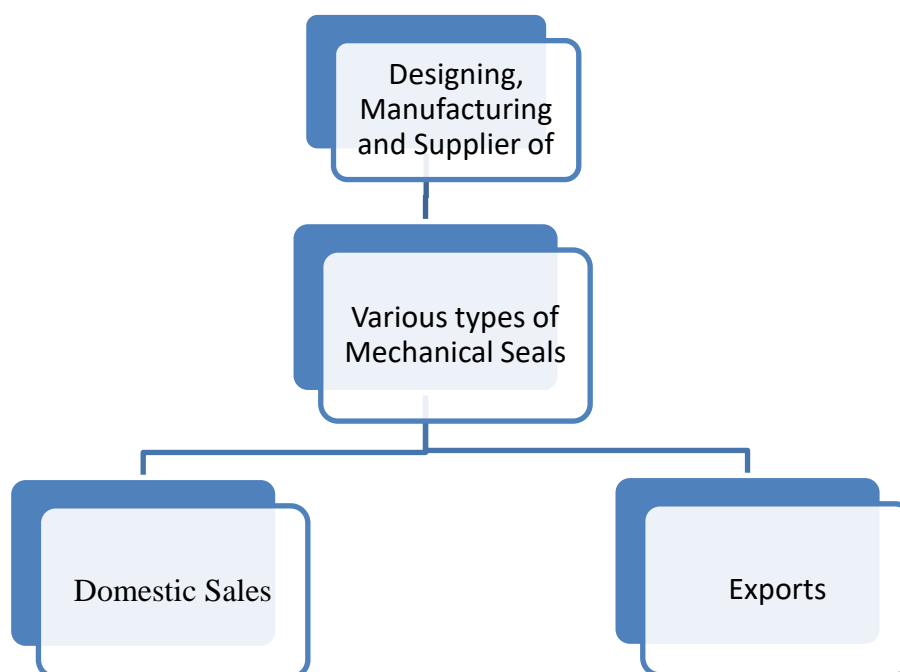 Designing,
Manufacturing
and Supplier of
Various types of
Mechanical Seals
Domestic Sales
Exports